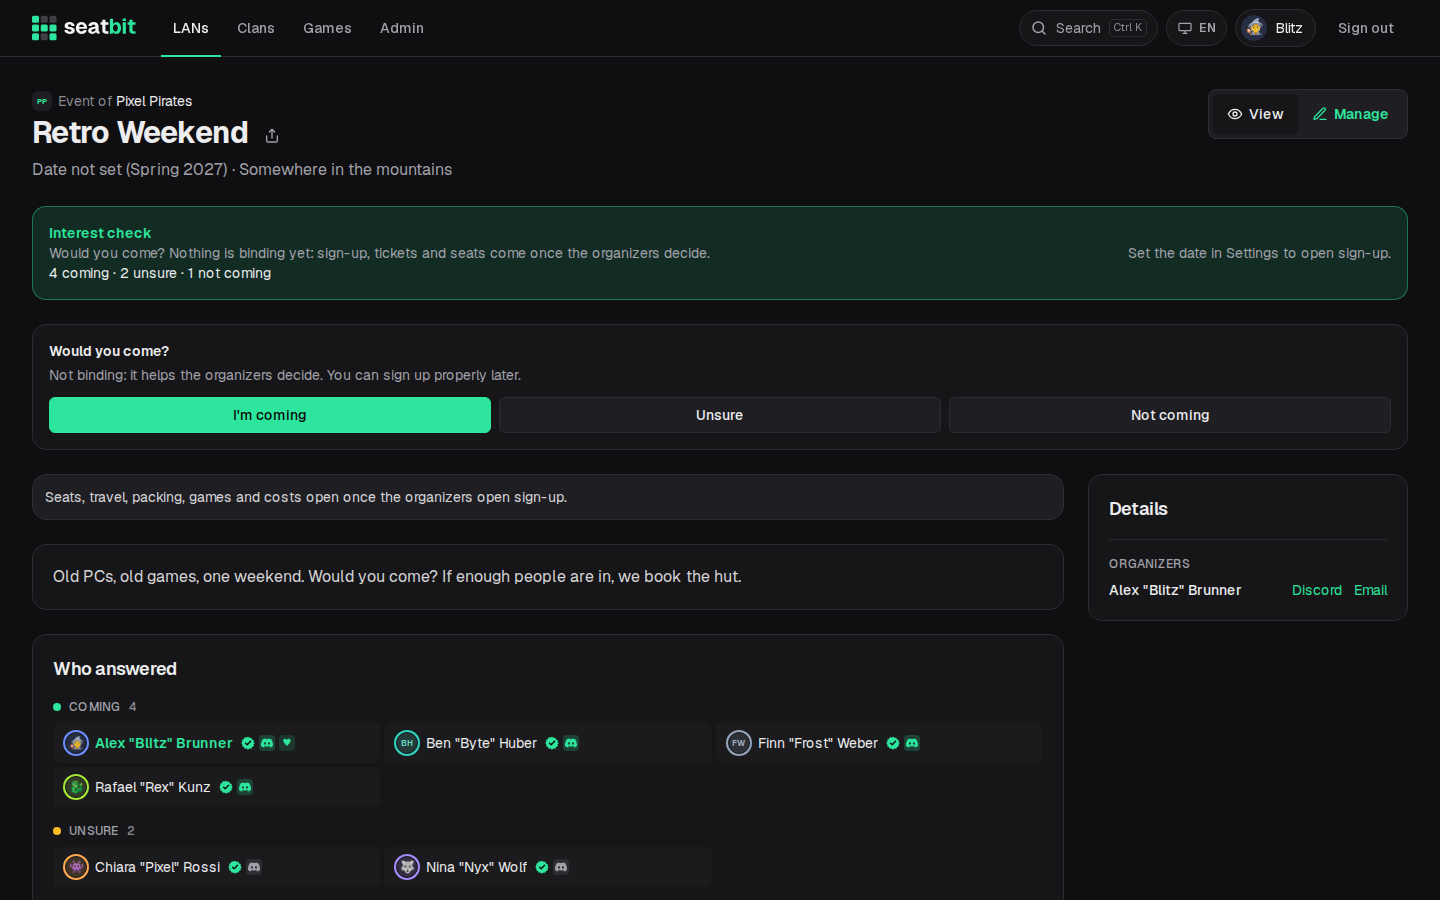 seatbit
LANs
Clans
Games
Admin
Search
Ctrl K
EN
Blitz
Sign out
PP
Event of Pixel Pirates
Retro Weekend
View
Manage
Date not set (Spring 2027) · Somewhere in the mountains
Interest check
Would you come? Nothing is binding yet: sign-up, tickets and seats come once the organizers decide.
4 coming · 2 unsure · 1 not coming
Set the date in Settings to open sign-up.
Would you come?
Not binding: it helps the organizers decide. You can sign up properly later.
I'm coming
Unsure
Not coming
Seats, travel, packing, games and costs open once the organizers open sign-up.
Old PCs, old games, one weekend. Would you come? If enough people are in, we book the hut.
Details
ORGANIZERS
Alex "Blitz" Brunner
Discord
Email
Who answered
COMING 4
Alex "Blitz" Brunner
BH
Ben "Byte" Huber
FW
Finn "Frost" Weber
Rafael "Rex" Kunz
UNSURE 2
Chiara "Pixel" Rossi
Nina "Nyx" Wolf